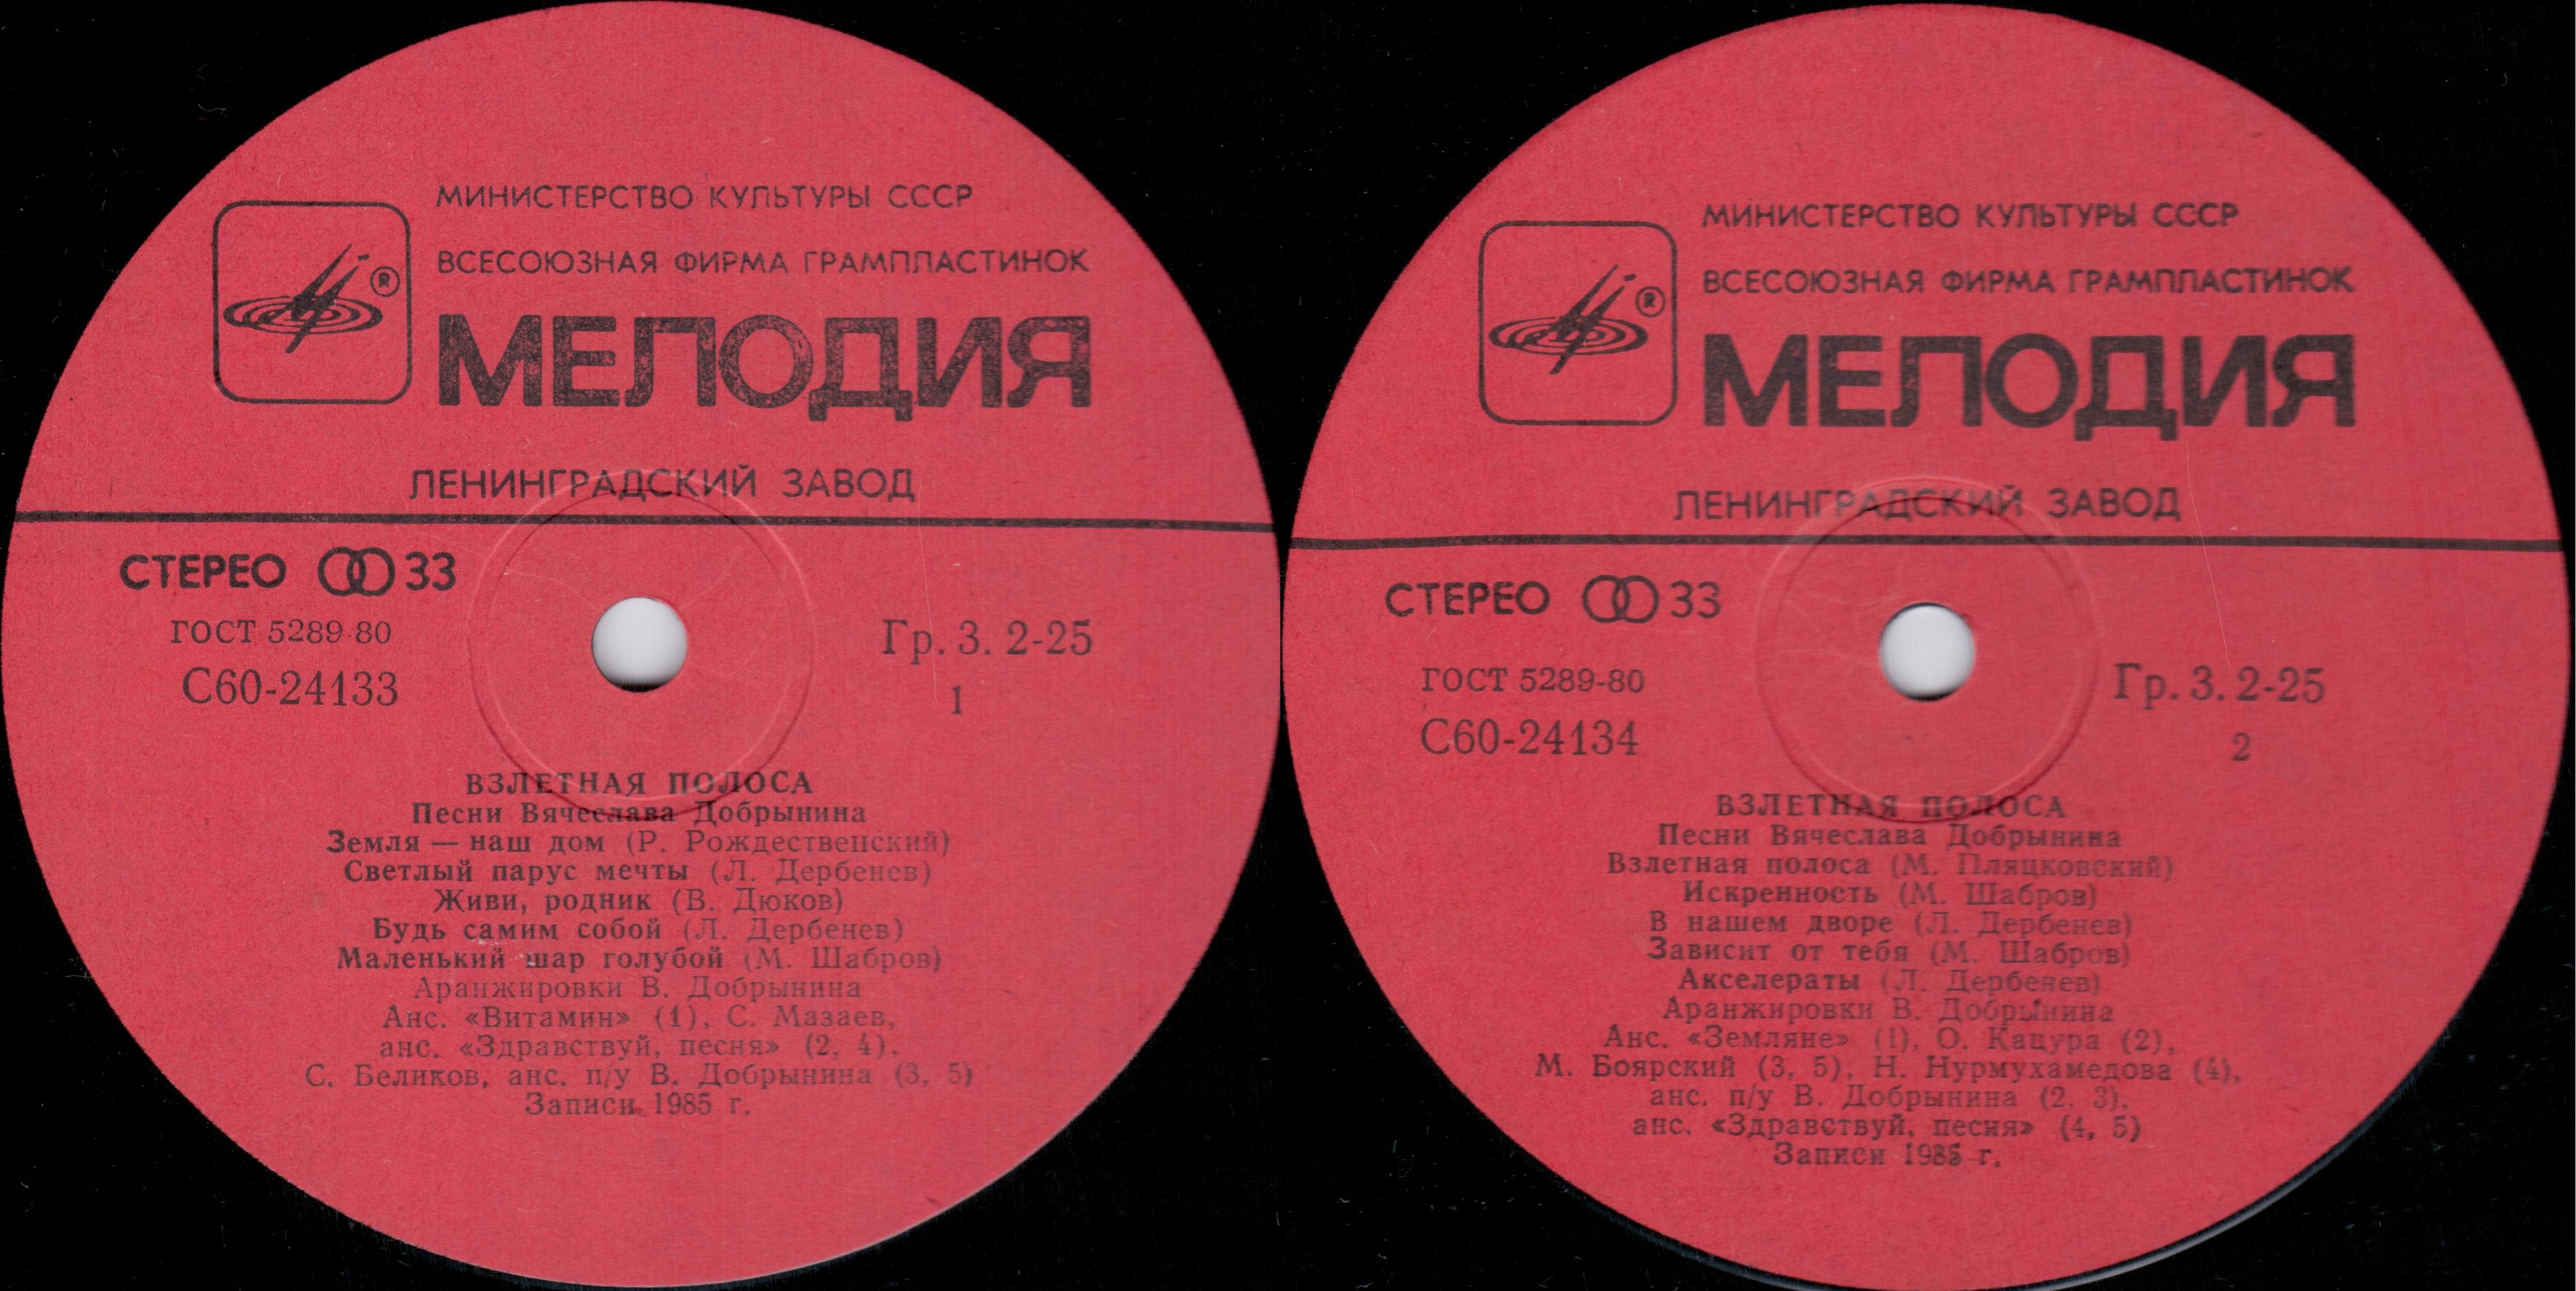 МИНИСТЕРСТВО КУЛЬТУРЫ СССР
ВСЕСОЮЗНАЯ ФИРМА ГРАМПЛАСТИНОК
®
МЕЛОДИЯ
ЛЕНИНГРАДСКИЙ ЗАВОД
СТЕРЕО 33
ГОСТ 5289-80
С60-24133
Гр. 3. 2-25
1
ВЗЛЕТНАЯ ПОЛОСА
Песни Вячеслава Добрынина
Земля — наш дом (Р. Рождественский)
Светлый парус мечты (Л. Дербенев)
Живи, родник (В. Дюков)
Будь самим собой (Л. Дербенев)
Маленький шар голубой (М. Шабров)
Аранжировки В. Добрынина
Анс. «Витамин» (1), С. Мазаев,
анс. «Здравствуй, песня» (2, 4),
С. Беликов, анс. п/у В. Добрынина (3, 5)
Записи 1985 г.
МИНИСТЕРСТВО КУЛЬТУРЫ СССР
ВСЕСОЮЗНАЯ ФИРМА ГРАМПЛАСТИНОК
®
МЕЛОДИЯ
ЛЕНИНГРАДСКИЙ ЗАВОД
СТЕРЕО 33
ГОСТ 5289-80
С60-24134
Гр. 3. 2-25
2
ВЗЛЕТНАЯ ПОЛОСА
Песни Вячеслава Добрынина
Взлетная полоса (М. Пляцковский)
Искренность (М. Шабров)
В нашем дворе (Л. Дербенев)
Зависит от тебя (М. Шабров)
Акселераты (Л. Дербенев)
Аранжировки В. Добрынина
Анс. «Земляне» (1), О. Кацура (2),
М. Боярский (3, 5), Н. Нурмухамедова (4),
анс. п/у В. Добрынина (2. 3),
анс. «Здравствуй, песня» (4, 5)
Записи 1985 г.